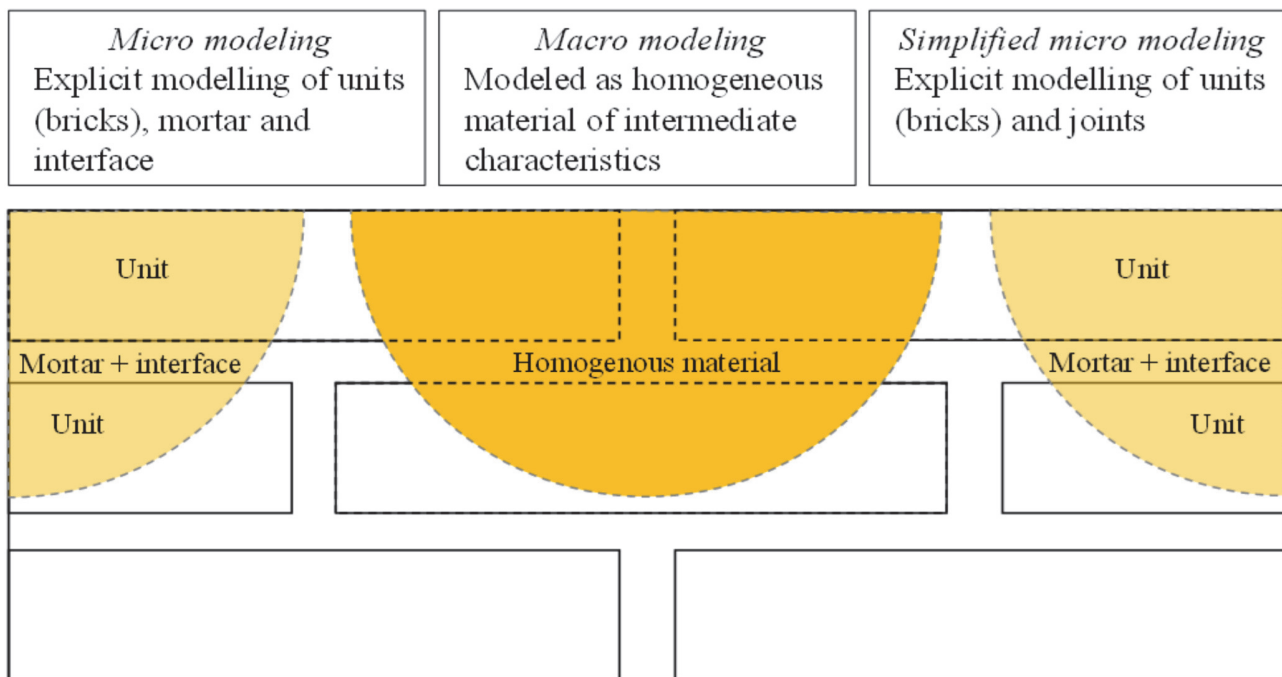 Micro modeling
Explicit modelling of units
(bricks), mortar and
interface
Macro modeling
Modeled as homogeneous
material of intermediate
characteristics
Simplified micro modeling
Explicit modelling of units
(bricks) and joints
Unit
Unit
Mortar + interface
Homogenous material
Mortar + interface
Unit
Unit